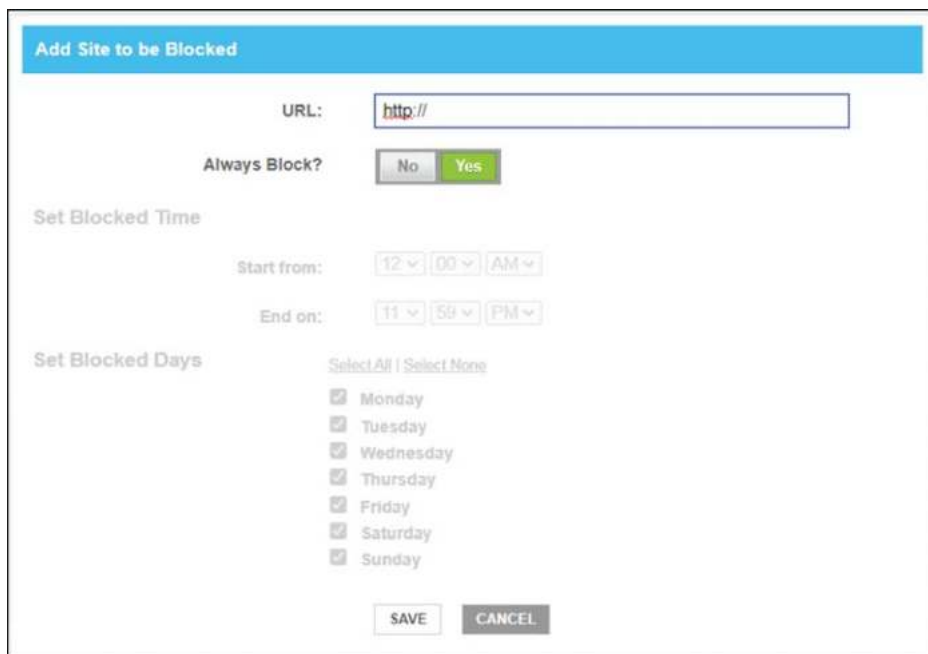 Add Site to be Blocked
URL: http://
Always Block? No Yes
Set Blocked Time
Start from: 12 00 AM
End on: 11 59 PM
Set Blocked Days Select All | Select None
Monday
Tuesday
Wednesday
Thursday
Friday
Saturday
Sunday
SAVE CANCEL